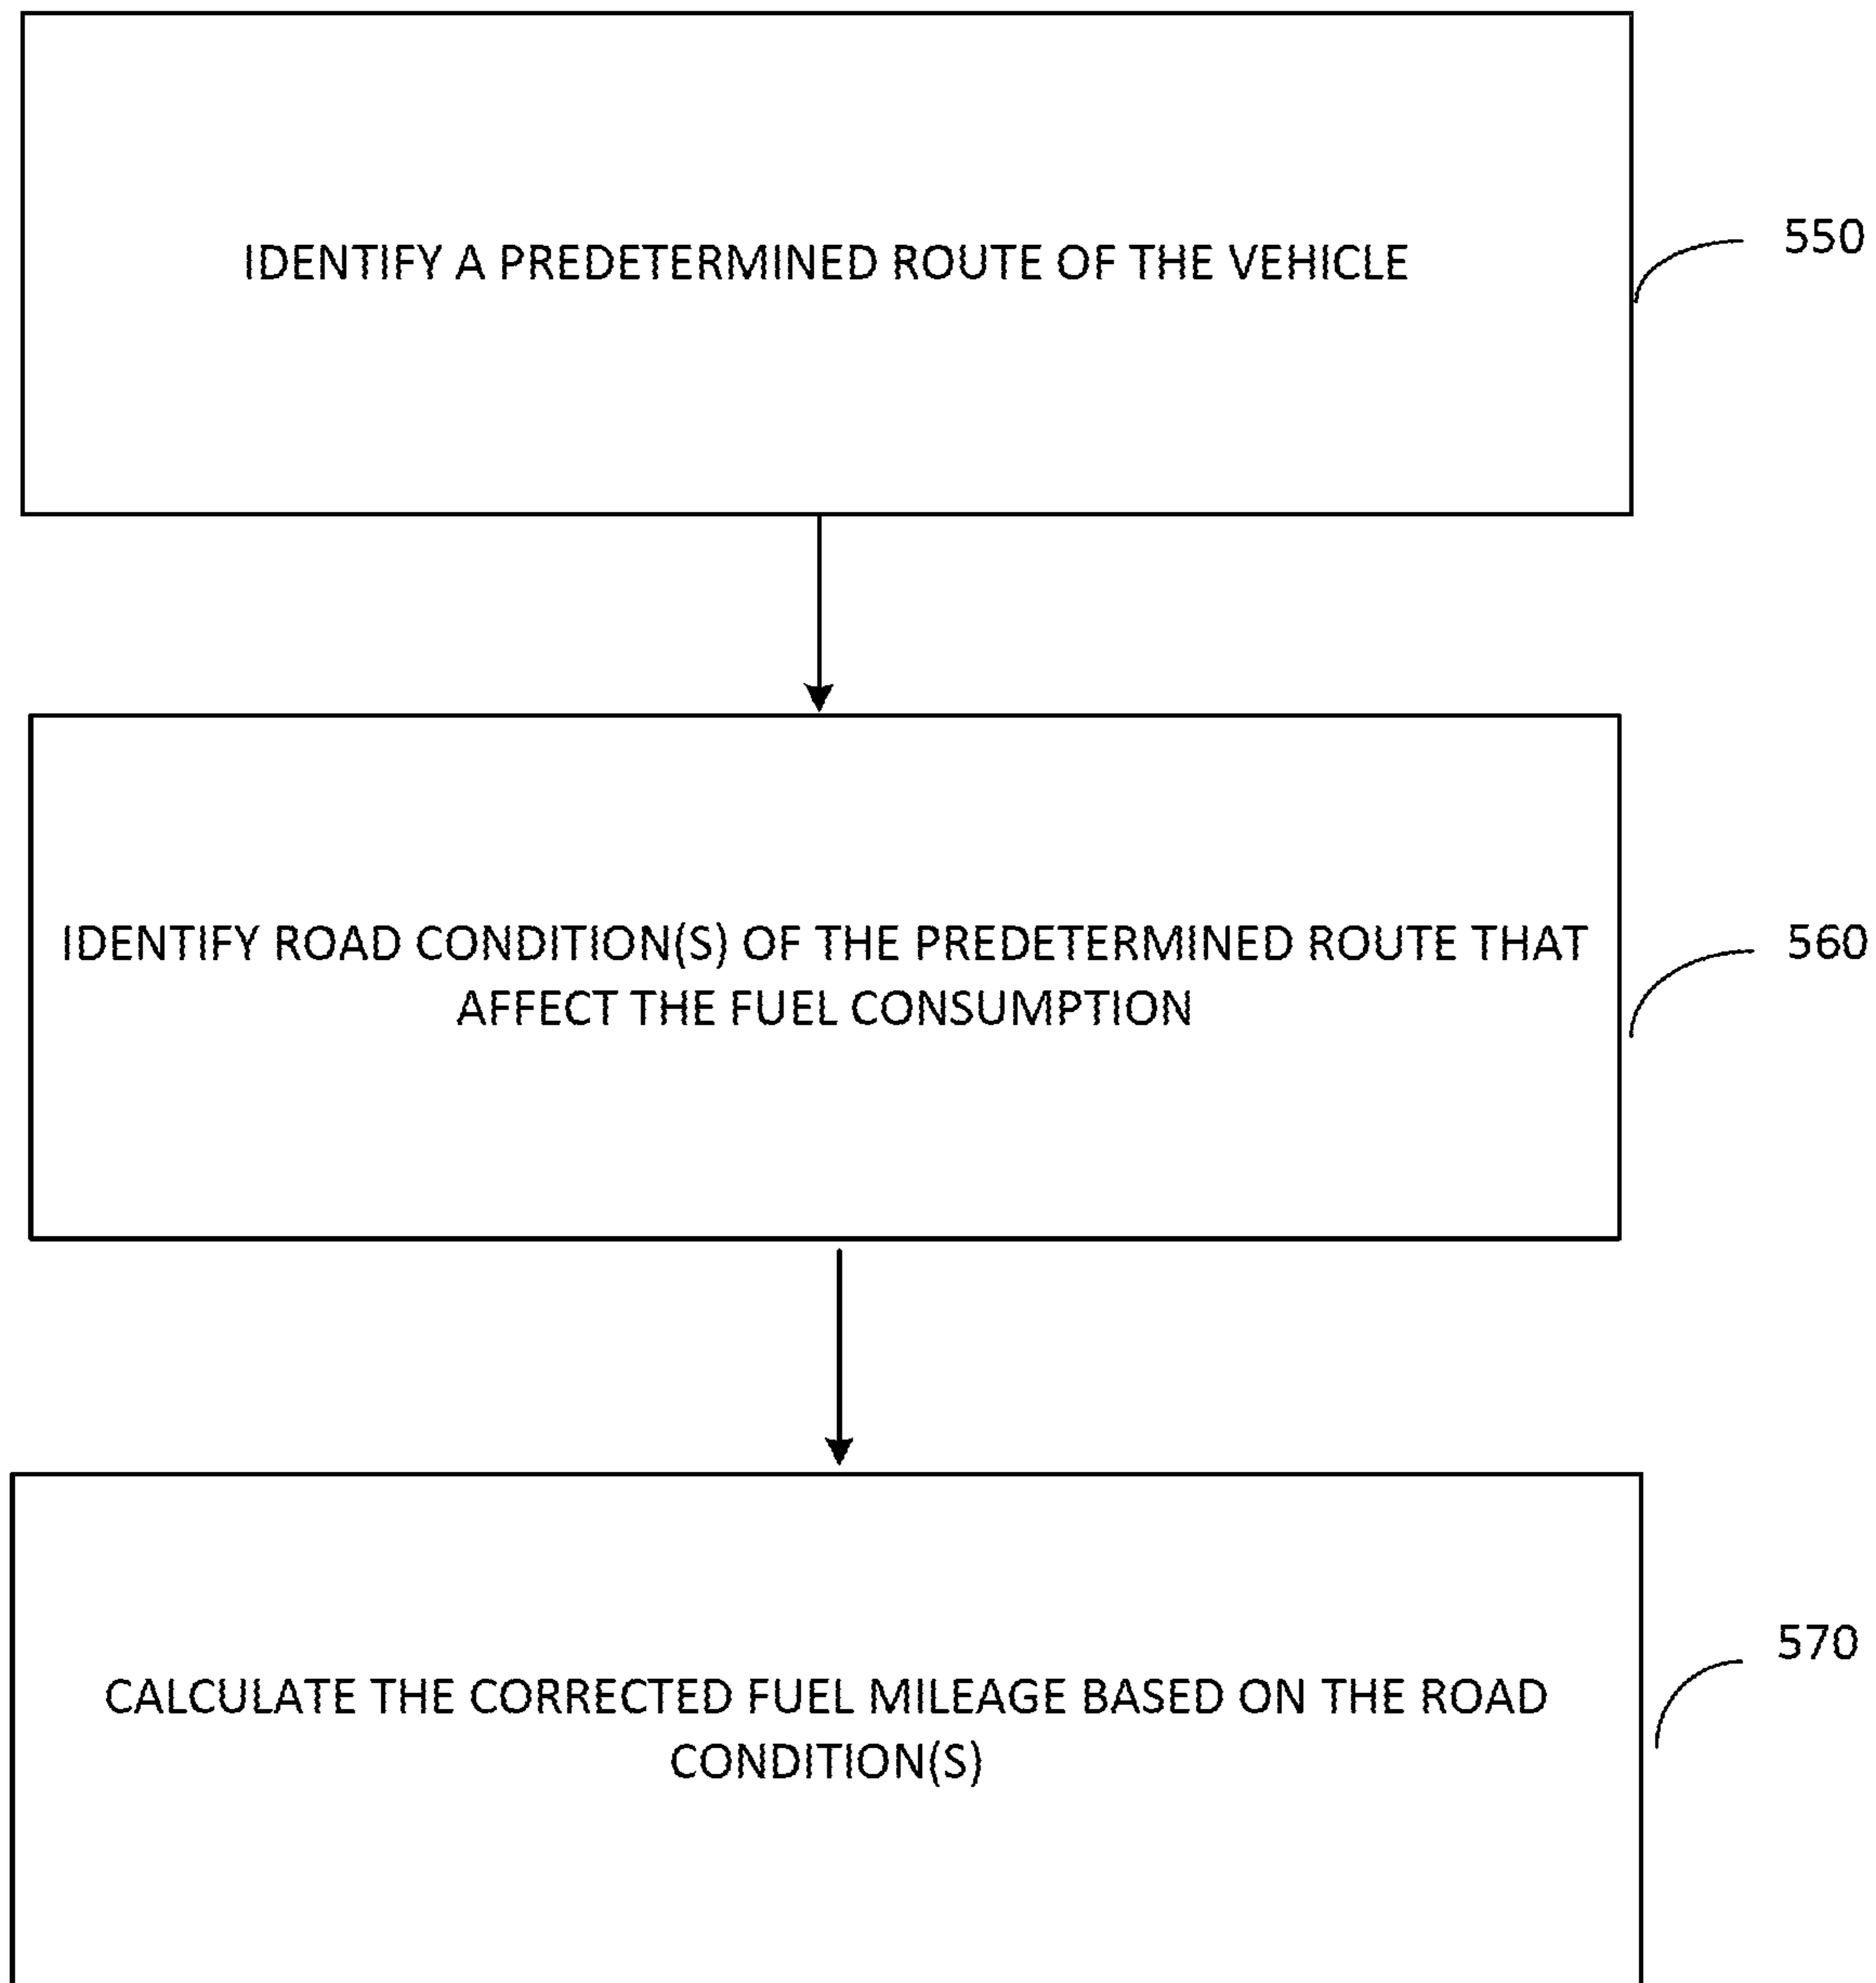 IDENTIFY A PREDETERMINED ROUTE OF THE VEHICLE
550
IDENTIFY ROAD CONDITION(S) OF THE PREDETERMINED ROUTE THAT
AFFECT THE FUEL CONSUMPTION
560
CALCULATE THE CORRECTED FUEL MILEAGE BASED ON THE ROAD
CONDITION(S)
570